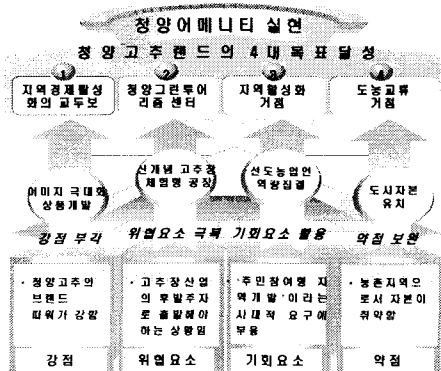 청양어메니티 실현
청양고추랜드의 4대목표달성
1 2 3 4
지역경제활성
화의 교두보
청양그린투어
리즘 센터
지역활성화
거점
도농교류
거점
이미지 극대화
상품개발
신개념 고추장
체험형 공장
선도농업인
역량집결
도시자본
유치
강점 부각 위협요소 극복 기회요소 활용 약점 보완
· 청양고추의
브랜드
파워가 강함
· 고추장산업
의 후발주자
로 출발해야
하는 상황임
· '주민참여형 지
역개발'이라는
시대적 요구에
부응
· 농촌지역으
로서 자본이
취약함
강점 위협요소 기회요소 약점